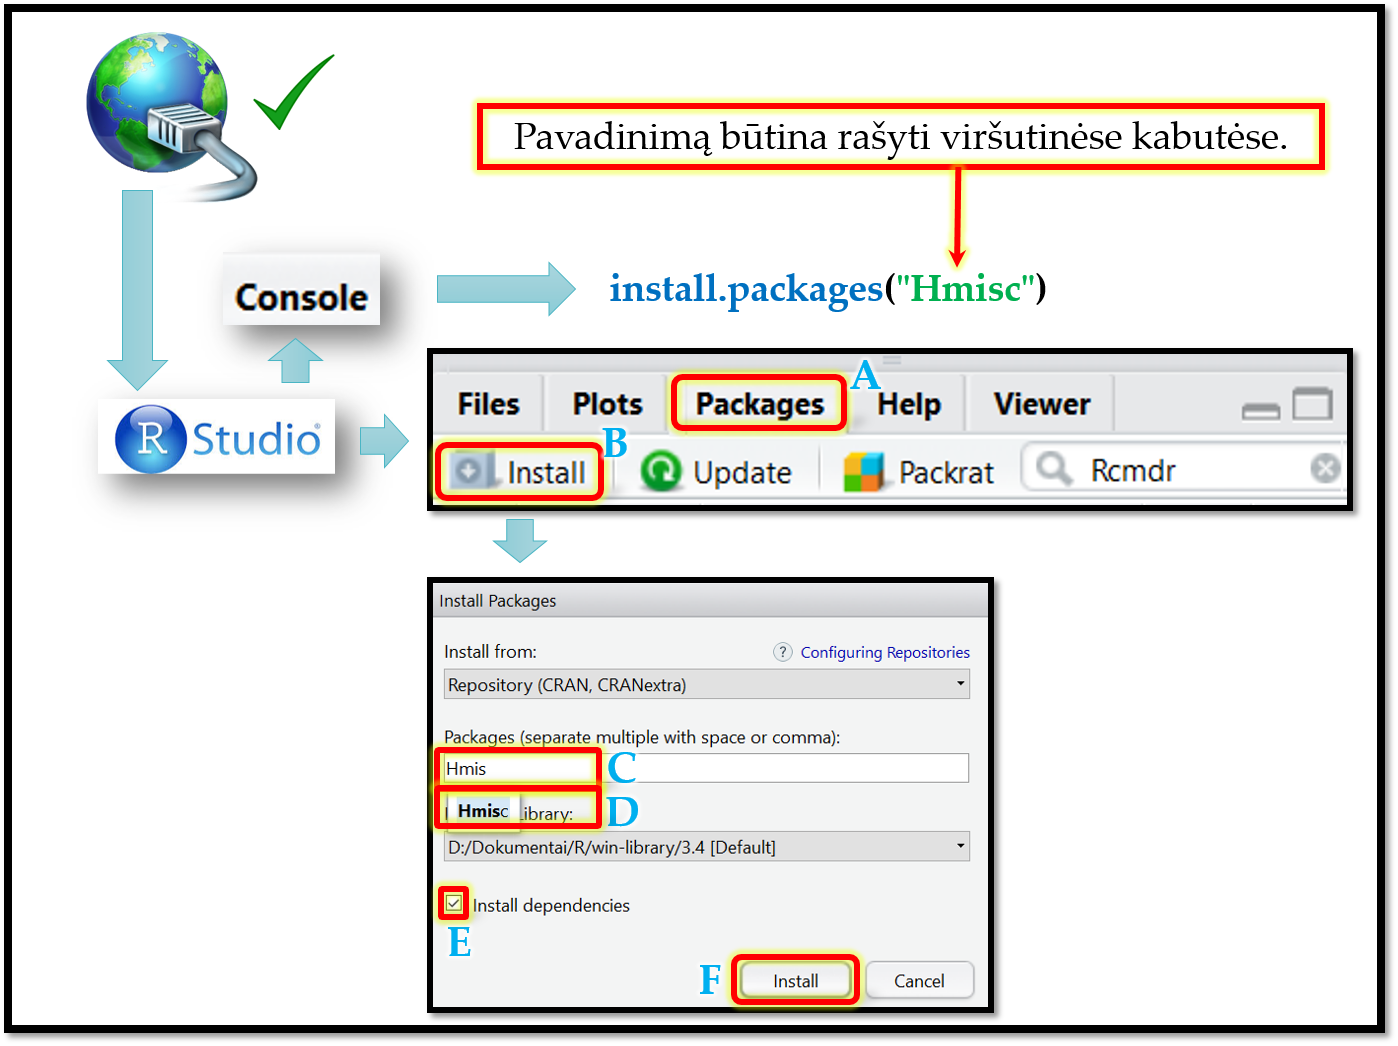 Pavadinimą būtina rašyti viršutinėse kabutėse.
Console
install.packages("Hmisc")
R Studio®
A
Files Plots Packages Help Viewer
B
Install Update Packrat Rcmdr
Install Packages
Install from:
? Configuring Repositories
Repository (CRAN, CRANextra)
Packages (separate multiple with space or comma):
Hmis
C
Hmisc
Library:
D
D:/Dokumentai/R/win-library/3.4 [Default]
Install dependencies
E
F
Install Cancel